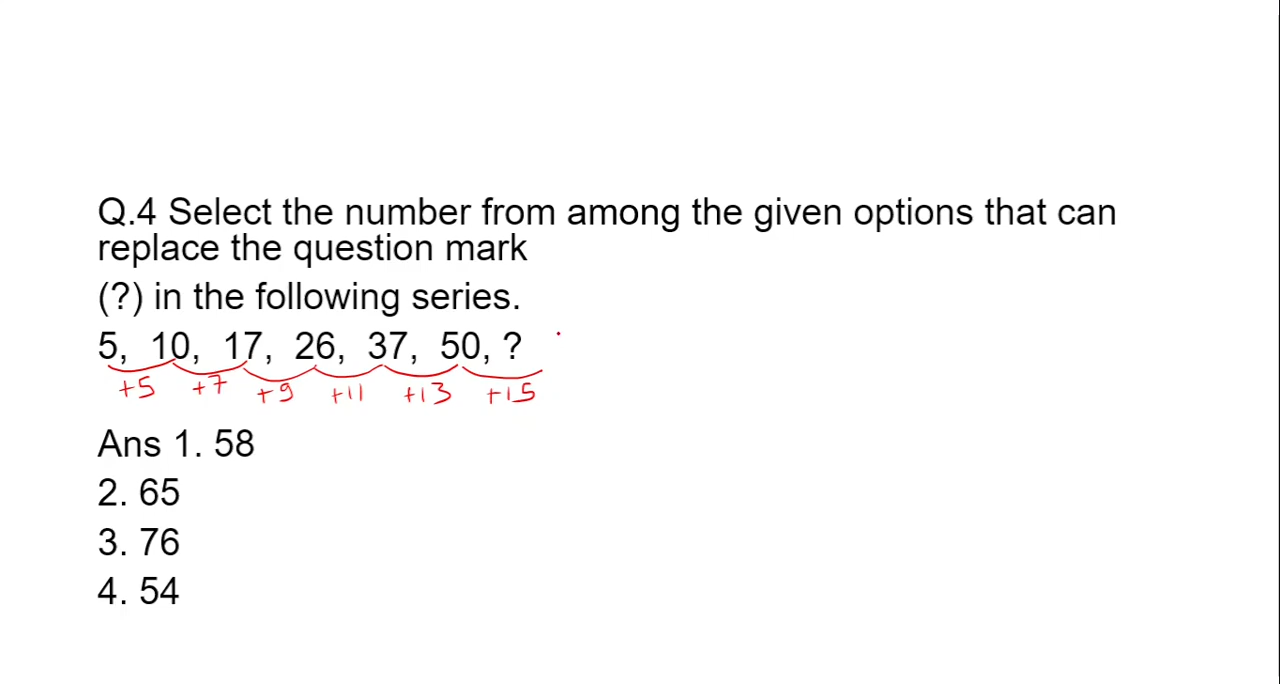 Q.4 Select the number from among the given options that can
replace the question mark
(?) in the following series.
5, 10, 17, 26, 37, 50, ?
+5 +7 +9 +11 +13 +15
Ans 1. 58
2. 65
3. 76
4. 54